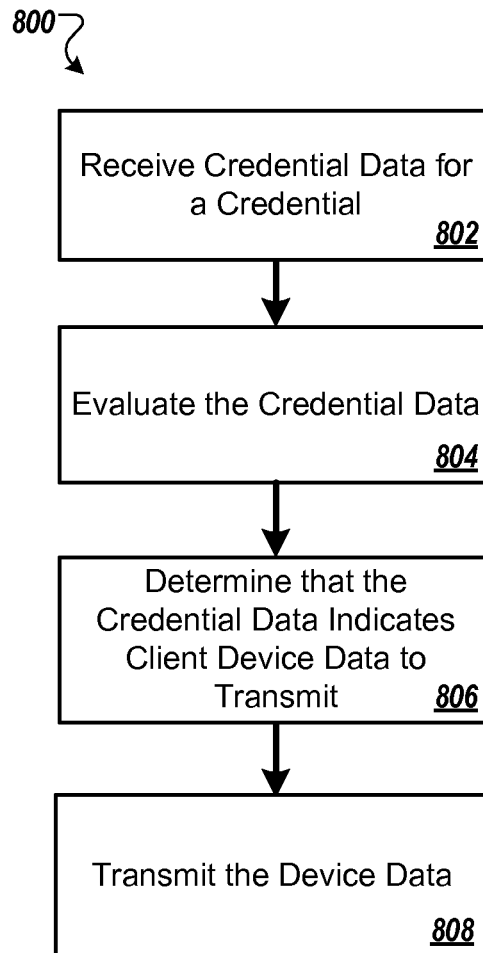 800
Receive Credential Data for
a Credential
802
Evaluate the Credential Data
804
Determine that the
Credential Data Indicates
Client Device Data to
Transmit
806
Transmit the Device Data
808